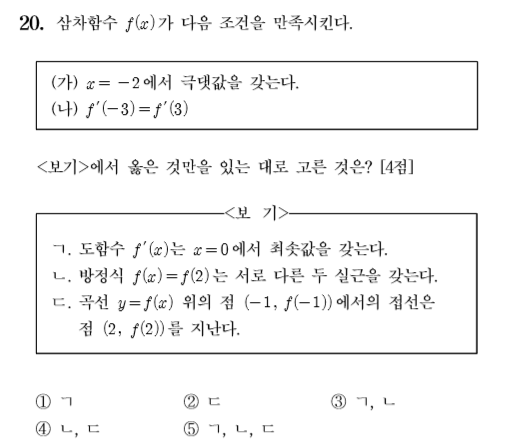 20. 삼차함수 f(x)가 다음 조건을 만족시킨다.
(가) x = -2에서 극댓값을 갖는다.
(나) f′(-3)=f′(3)
<보기>에서 옳은 것만을 있는 대로 고른 것은? [4점]
<보 기>
ㄱ. 도함수 f′(x)는 x=0에서 최솟값을 갖는다.
ㄴ. 방정식 f(x)=f(2)는 서로 다른 두 실근을 갖는다.
ㄷ. 곡선 y=f(x) 위의 점 (-1, f(-1))에서의 접선은
점 (2, f(2))를 지난다.
① ㄱ ② ㄷ ③ ㄱ, ㄴ
④ ㄴ, ㄷ ⑤ ㄱ, ㄴ, ㄷ